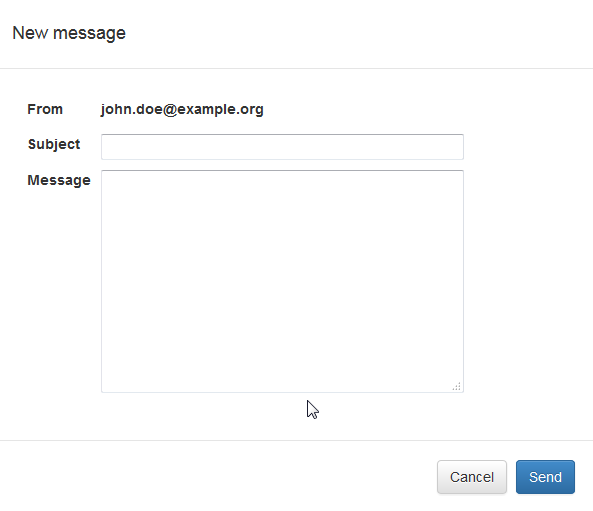 New message
From john.doe@example.org
Subject
Message
Cancel Send